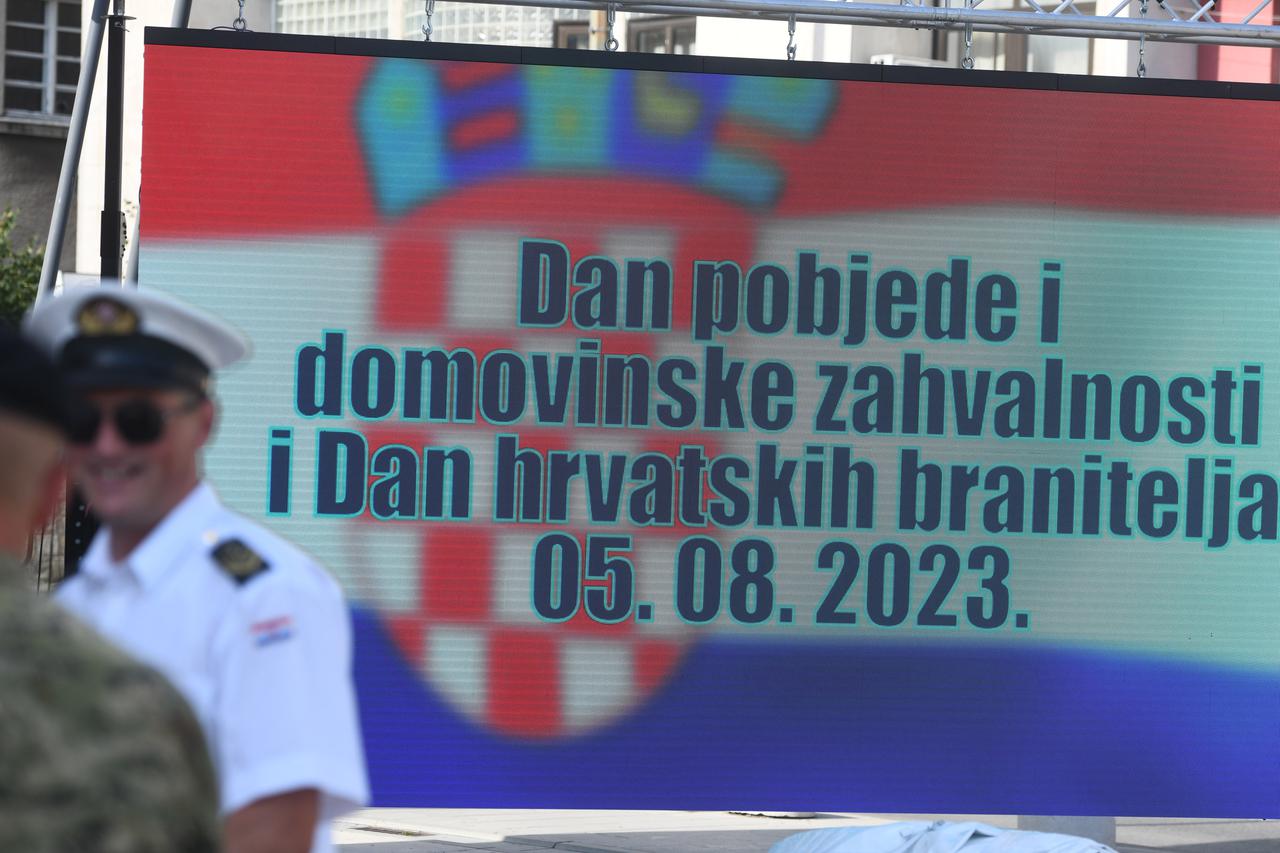 Dan pobjede i
domovinske zahvalnosti
i Dan hrvatskih branitelja
05. 08. 2023.